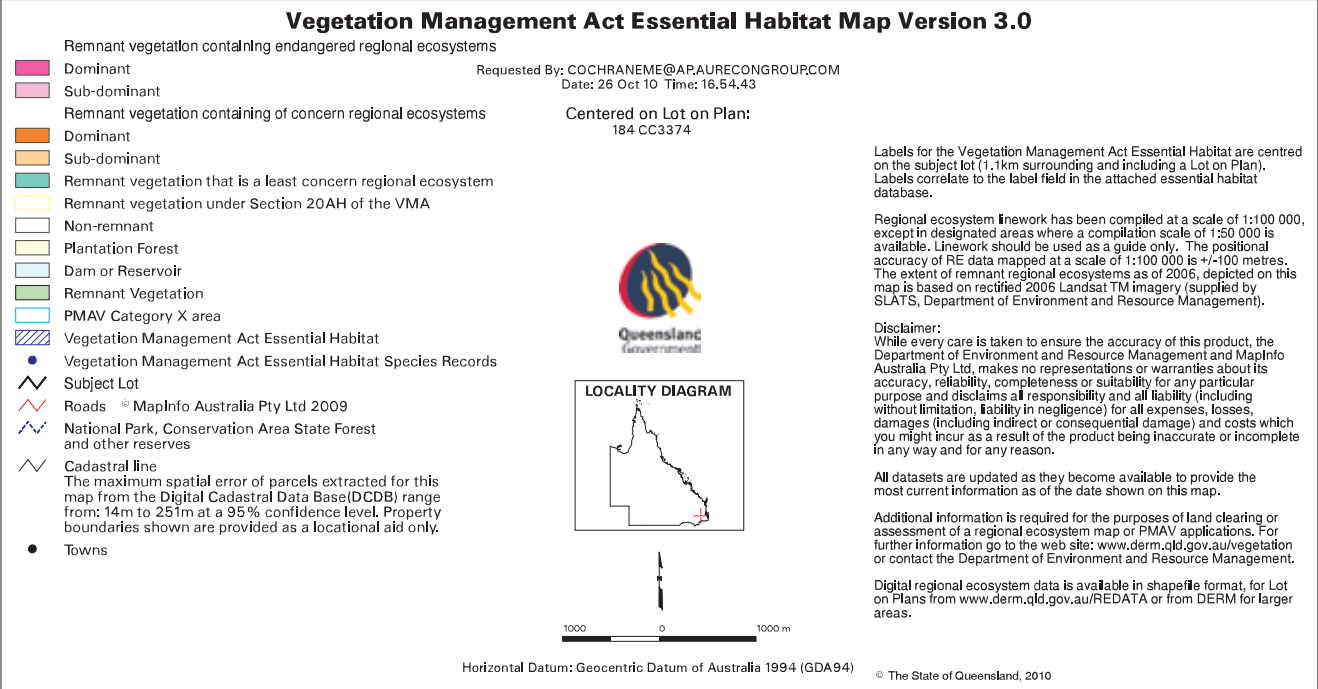 Vegetation Management Act Essential Habitat Map Version 3.0
Remnant vegetation containing endangered regional ecosystems
Dominant
Sub-dominant
Remnant vegetation containing of concern regional ecosystems
Dominant
Sub-dominant
Remnant vegetation that is a least concern regional ecosystem
Remnant vegetation under Section 20AH of the VMA
Non-remnant
Plantation Forest
Dam or Reservoir
Remnant Vegetation
PMAV Category X area
Vegetation Management Act Essential Habitat
Vegetation Management Act Essential Habitat Species Records
Subject Lot
Roads © MapInfo Australia Pty Ltd 2009
National Park, Conservation Area State Forest
and other reserves
Cadastral line
The maximum spatial error of parcels extracted for this
map from the Digital Cadastral Data Base(DCDB) range
from: 14m to 251m at a 95% confidence level. Property
boundaries shown are provided as a locational aid only.
Towns
Requested By: COCHRANEME@AP.AURECONGROUP.COM
Date: 26 Oct 10 Time: 16.54.43
Centered on Lot on Plan:
184 CC3374
Queensland
Government
LOCALITY DIAGRAM
1000 0 1000 m
Horizontal Datum: Geocentric Datum of Australia 1994 (GDA94)
Labels for the Vegetation Management Act Essential Habitat are centred
on the subject lot (1.1km surrounding and including a Lot on Plan).
Labels correlate to the label field in the attached essential habitat
database.
Regional ecosystem linework has been compiled at a scale of 1:100 000,
except in designated areas where a compilation scale of 1:50 000 is
available. Linework should be used as a guide only. The positional
accuracy of RE data mapped at a scale of 1:100 000 is +/-100 metres.
The extent of remnant regional ecosystems as of 2006, depicted on this
map is based on rectified 2006 Landsat TM imagery (supplied by
SLATS, Department of Environment and Resource Management).
Disclaimer:
While every care is taken to ensure the accuracy of this product, the
Department of Environment and Resource Management and MapInfo
Australia Pty Ltd, makes no representations or warranties about its
accuracy, reliability, completeness or suitability for any particular
purpose and disclaims all responsibility and all liability (including
without limitation, liability in negligence) for all expenses, losses,
damages (including indirect or consequential damage) and costs which
you might incur as a result of the product being inaccurate or incomplete
in any way and for any reason.
All datasets are updated as they become available to provide the
most current information as of the date shown on this map.
Additional information is required for the purposes of land clearing or
assessment of a regional ecosystem map or PMAV applications. For
further information go to the web site: www.derm.qld.gov.au/vegetation
or contact the Department of Environment and Resource Management.
Digital regional ecosystem data is available in shapefile format, for Lot
on Plans from www.derm.qld.gov.au/REDATA or from DERM for larger
areas.
© The State of Queensland, 2010